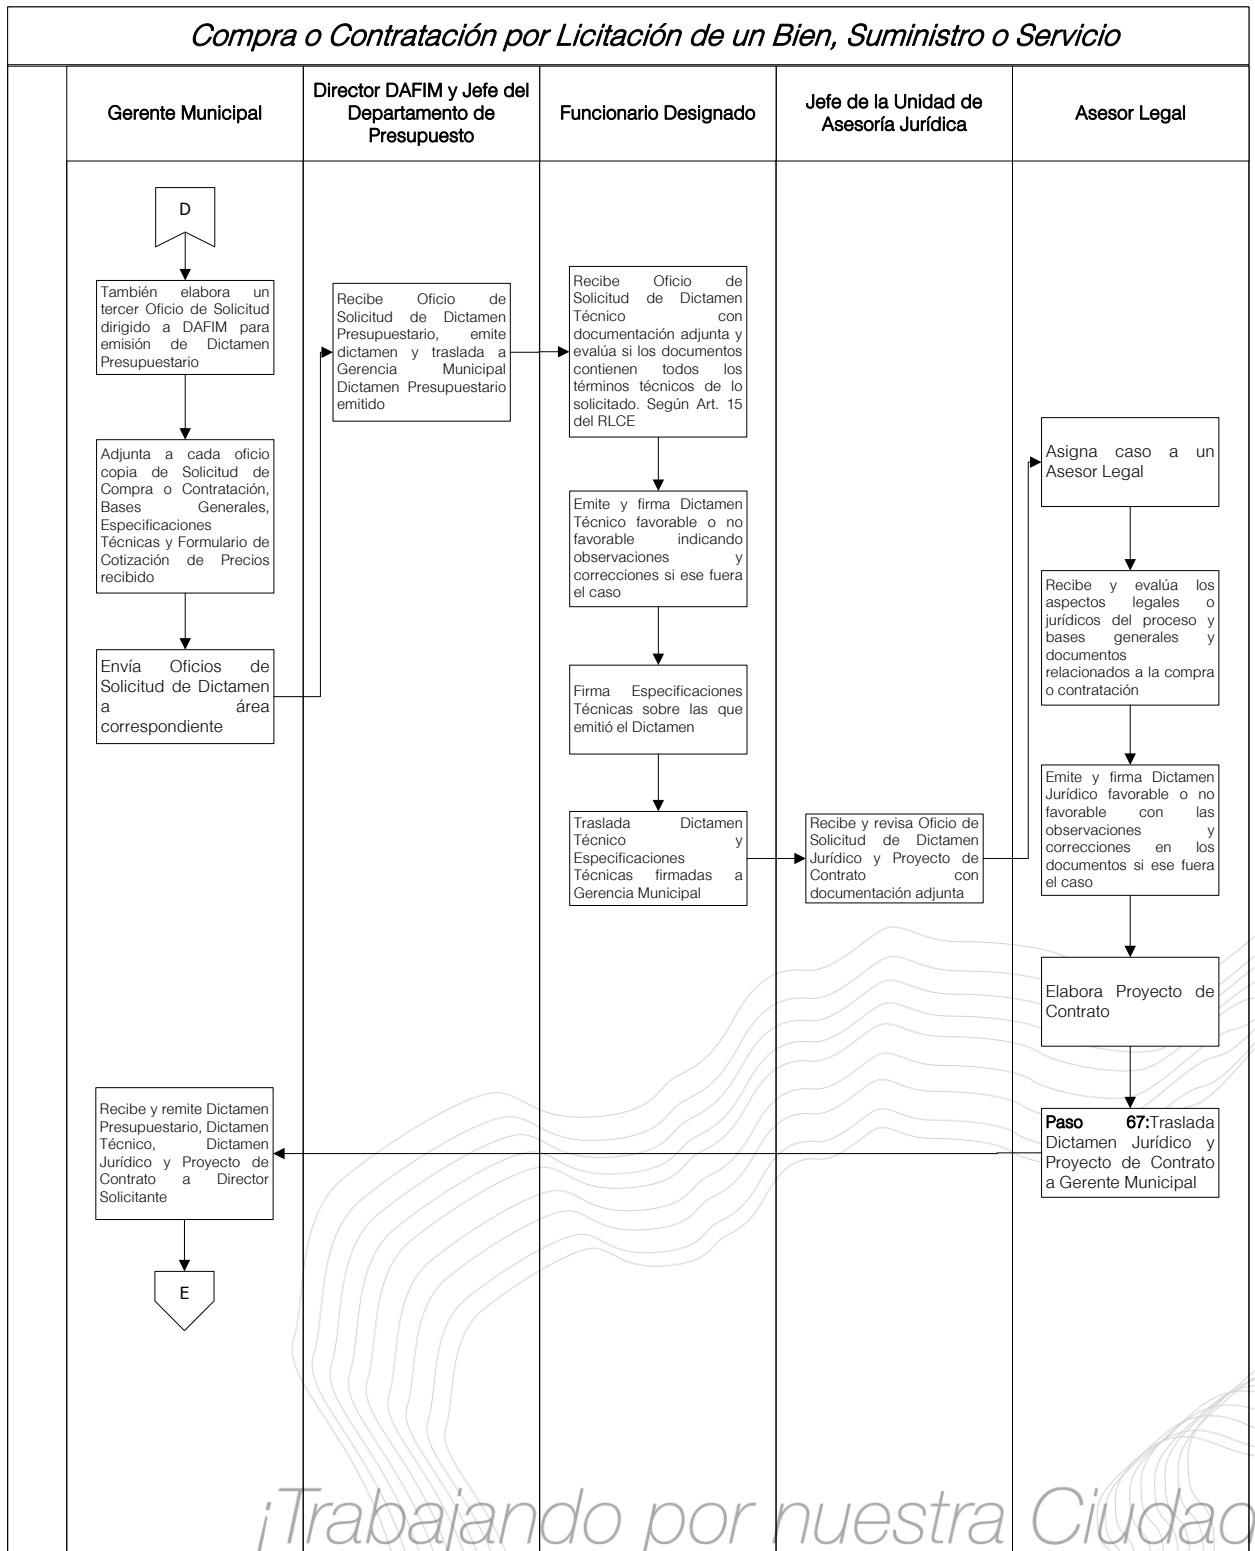 Compra o Contratación por Licitación de un Bien, Suministro o Servicio
Gerente Municipal
Director DAFIM y Jefe del
Departamento de
Presupuesto
Funcionario Designado
Jefe de la Unidad de
Asesoría Jurídica
Asesor Legal
D
También elabora un
tercer Oficio de Solicitud
dirigido a DAFIM para
emisión de Dictamen
Presupuestario
Adjunta a cada oficio
copia de Solicitud de
Compra o Contratación,
Bases Generales,
Especificaciones
Técnicas y Formulario de
Cotización de Precios
recibido
Envía Oficios de
Solicitud de Dictamen
a área
correspondiente
Recibe Oficio de
Solicitud de Dictamen
Presupuestario, emite
dictamen y traslada a
Gerencia Municipal
Dictamen Presupuestario
emitido
Recibe Oficio de
Solicitud de Dictamen
Técnico con
documentación adjunta y
evalúa si los documentos
contienen todos los
términos técnicos de lo
solicitado. Según Art. 15
del RLCE
Emite y firma Dictamen
Técnico favorable o no
favorable indicando
observaciones y
correcciones si ese fuera
el caso
Firma Especificaciones
Técnicas sobre las que
emitió el Dictamen
Traslada Dictamen
Técnico y
Especificaciones
Técnicas firmadas a
Gerencia Municipal
Recibe y revisa Oficio de
Solicitud de Dictamen
Jurídico y Proyecto de
Contrato con
documentación adjunta
Asigna caso a un
Asesor Legal
Recibe y evalúa los
aspectos legales o
jurídicos del proceso y
bases generales y
documentos
relacionados a la compra
o contratación
Emite y firma Dictamen
Jurídico favorable o no
favorable con las
observaciones y
correcciones en los
documentos si ese fuera
el caso
Elabora Proyecto de
Contrato
Paso 67:Traslada
Dictamen Jurídico y
Proyecto de Contrato
a Gerente Municipal
Recibe y remite Dictamen
Presupuestario, Dictamen
Técnico, Dictamen
Jurídico y Proyecto de
Contrato a Director
Solicitante
E
¡Trabajando por nuestra Ciudad